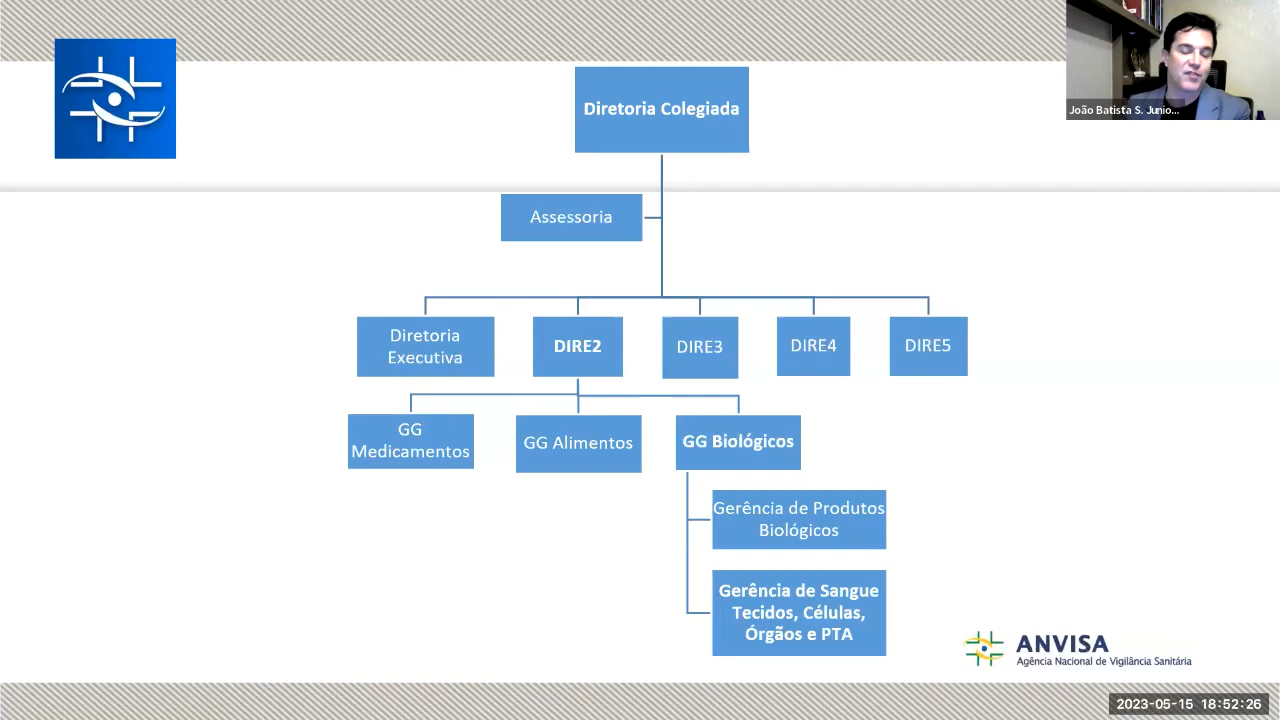 Diretoria Colegiada
João Batista S. Junio...
Assessoria
Diretoria
Executiva
DIRE2
DIRE3
DIRE4
DIRE5
GG
Medicamentos
GG Alimentos
GG Biológicos
Gerência de Produtos
Biológicos
Gerência de Sangue
Tecidos, Células,
Órgãos e PTA
ANVISA
Agência Nacional de Vigilância Sanitária
2023-05-15 18:52:26